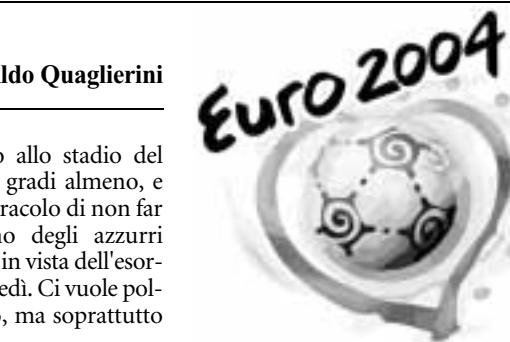 ldo Quaglierini
o allo stadio del
gradi almeno, e
racolo di non far
no degli azzurri
in vista dell'esor-
edì. Ci vuole pol-
o, ma soprattutto
Euro 2004